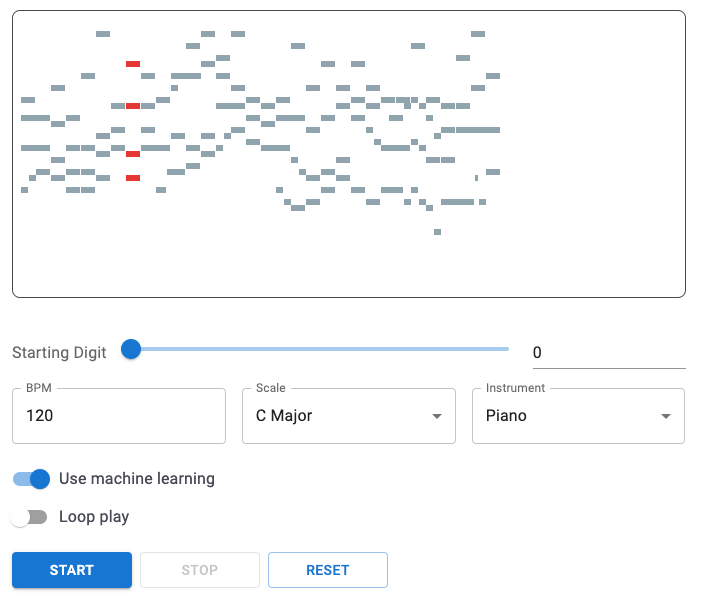 Starting Digit 0
BPM Scale Instrument
120 C Major Piano
Use machine learning
Loop play
START STOP RESET